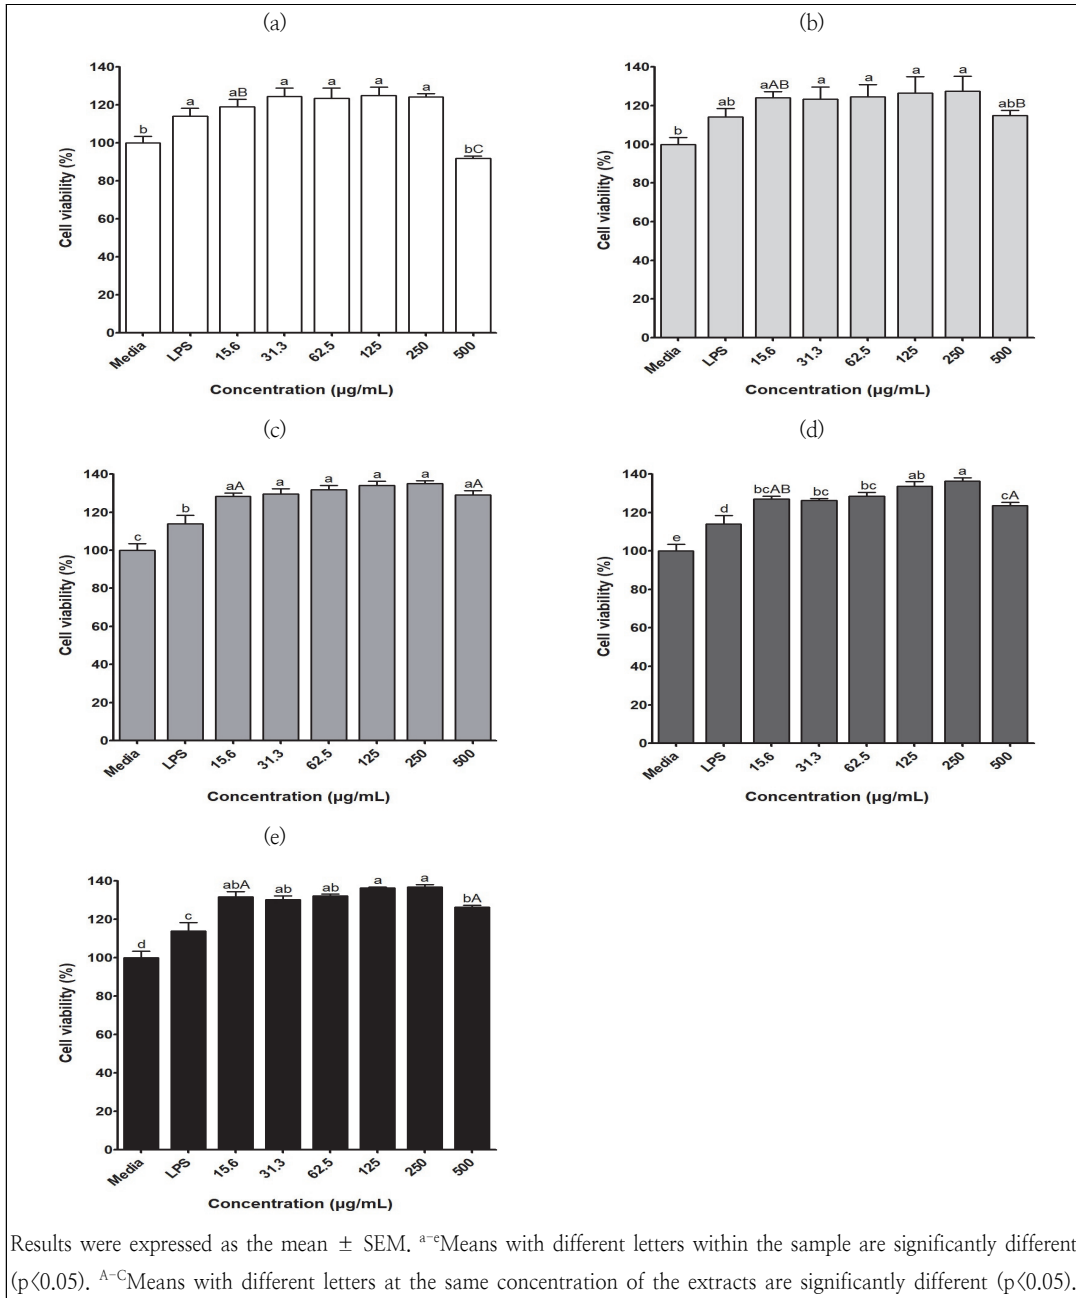 (a)
140
120
100
80
60
40
20
0
Cell viability (%)
b
a
aB
a
a
a
a
bC
Media
LPS
15.6
31.3
62.5
125
250
500
Concentration (µg/mL)
(b)
140
120
100
80
60
40
20
0
Cell viability (%)
b
ab
aAB
a
a
a
a
abB
Media
LPS
15.6
31.3
62.5
125
250
500
Concentration (µg/mL)
(c)
140
120
100
80
60
40
20
0
Cell viability (%)
c
b
aA
a
a
a
a
aA
Media
LPS
15.6
31.3
62.5
125
250
500
Concentration (µg/mL)
(d)
140
120
100
80
60
40
20
0
Cell viability (%)
e
d
bcAB
bc
bc
ab
a
cA
Media
LPS
15.6
31.3
62.5
125
250
500
Concentration (µg/mL)
(e)
140
120
100
80
60
40
20
0
Cell viability (%)
d
c
abA
ab
ab
a
a
bA
Media
LPS
15.6
31.3
62.5
125
250
500
Concentration (µg/mL)
Results were expressed as the mean ± SEM. a-eMeans with different letters within the sample are significantly different
(p<0.05). A-CMeans with different letters at the same concentration of the extracts are significantly different (p<0.05).